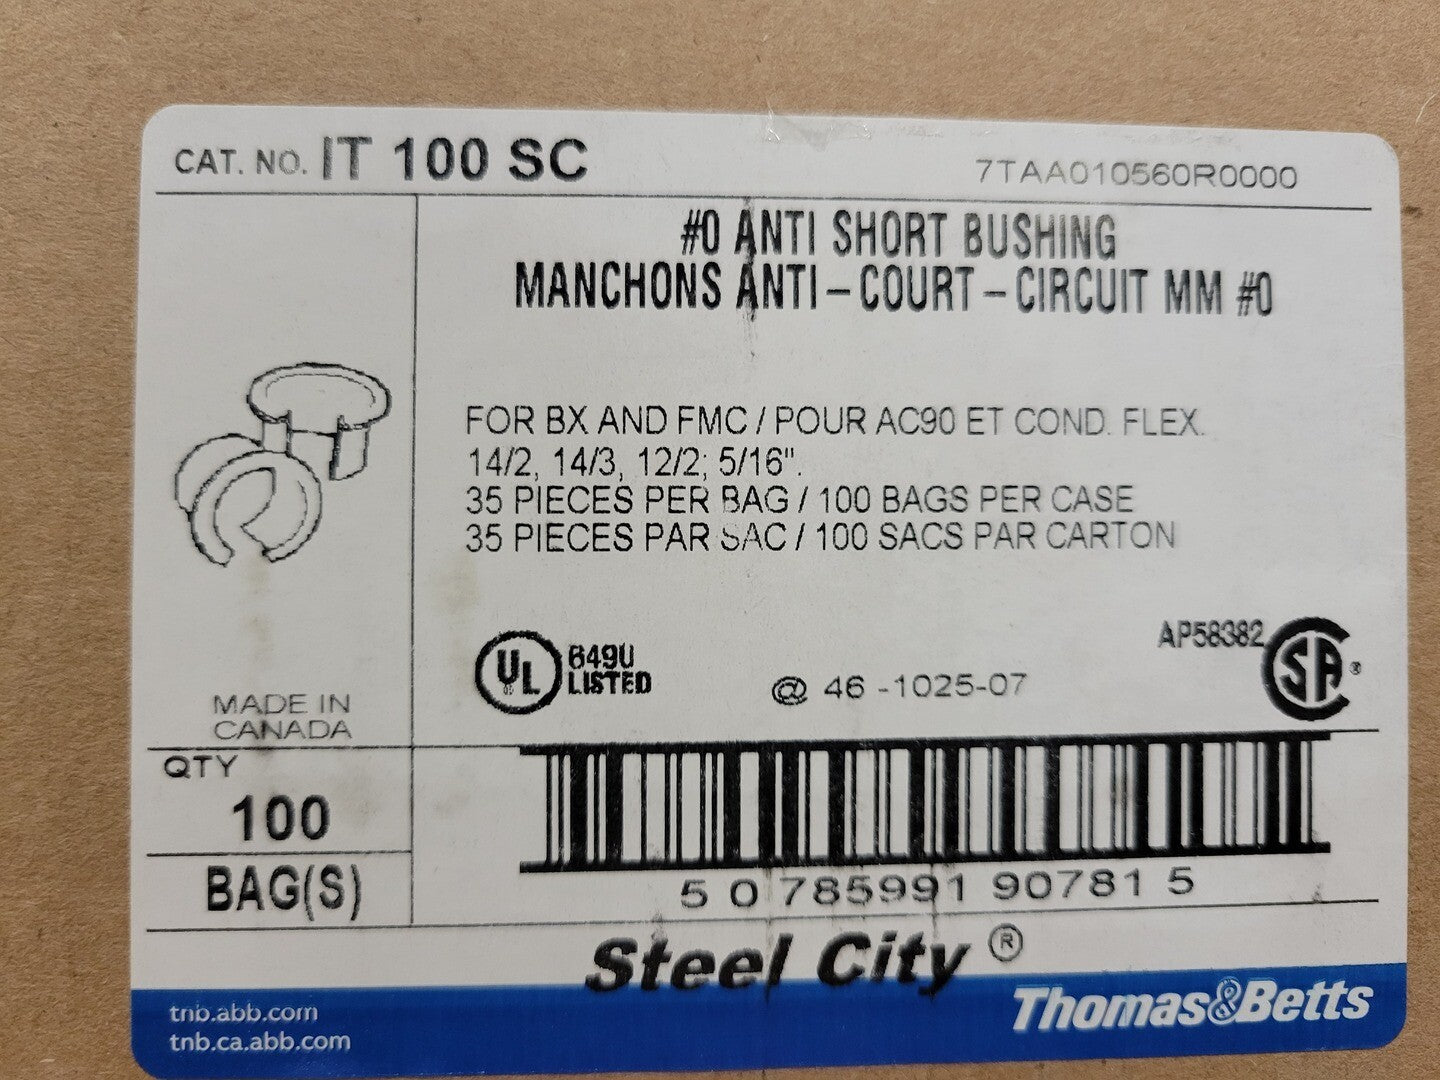 CAT. NO. IT 100 SC
7TAA010560R0000
#0 ANTI SHORT BUSHING
MANCHONS ANTI-COURT-CIRCUIT MM #0
FOR BX AND FMC / POUR AC90 ET COND. FLEX.
14/2, 14/3, 12/2; 5/16".
35 PIECES PER BAG / 100 BAGS PER CASE
35 PIECES PAR SAC / 100 SACS PAR CARTON
MADE IN
CANADA
UL ®
649U
LISTED
@ 46 -1025-07
AP58382
SA ®
QTY
100
BAG(S)
5 0 785991 90781 5
Steel City ®
tnb.abb.com
tnb.ca.abb.com
Thomas&Betts